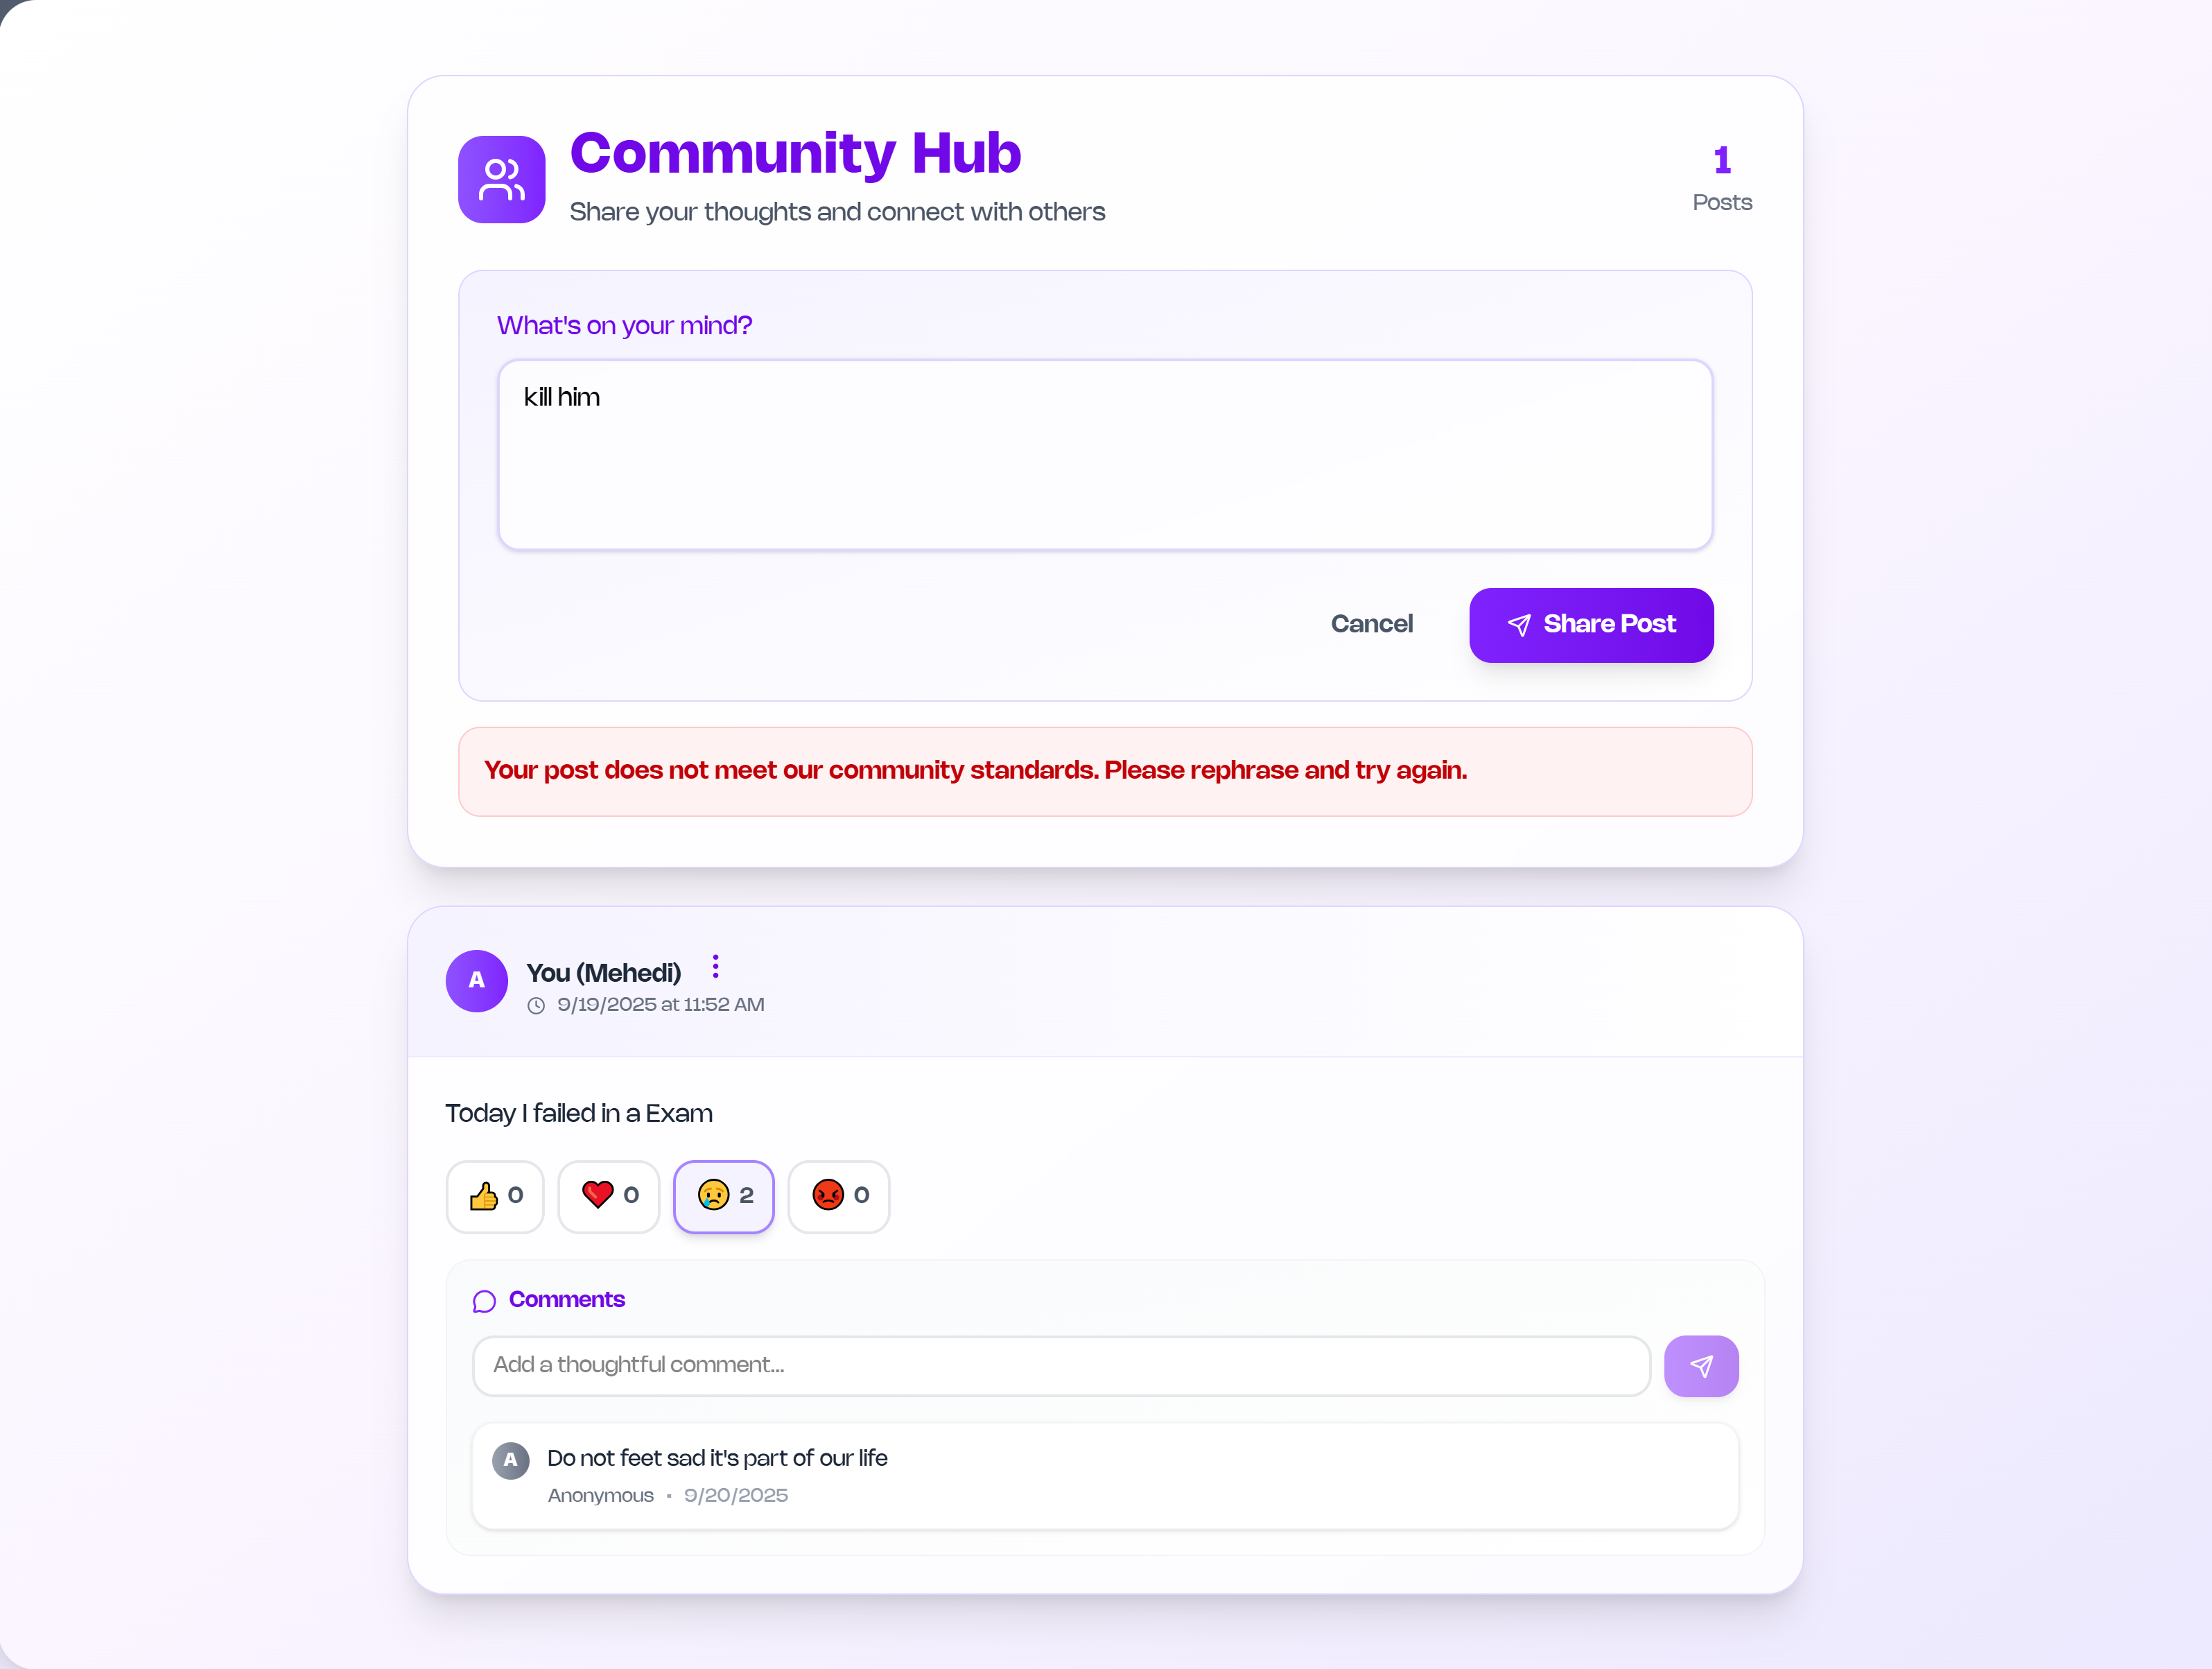 Community Hub
Share your thoughts and connect with others
1
Posts
What's on your mind?
kill him
Cancel
Share Post
Your post does not meet our community standards. Please rephrase and try again.
A
You (Mehedi)
9/19/2025 at 11:52 AM
Today I failed in a Exam
0
0
2
0
Comments
Add a thoughtful comment...
A
Do not feet sad it's part of our life
Anonymous • 9/20/2025